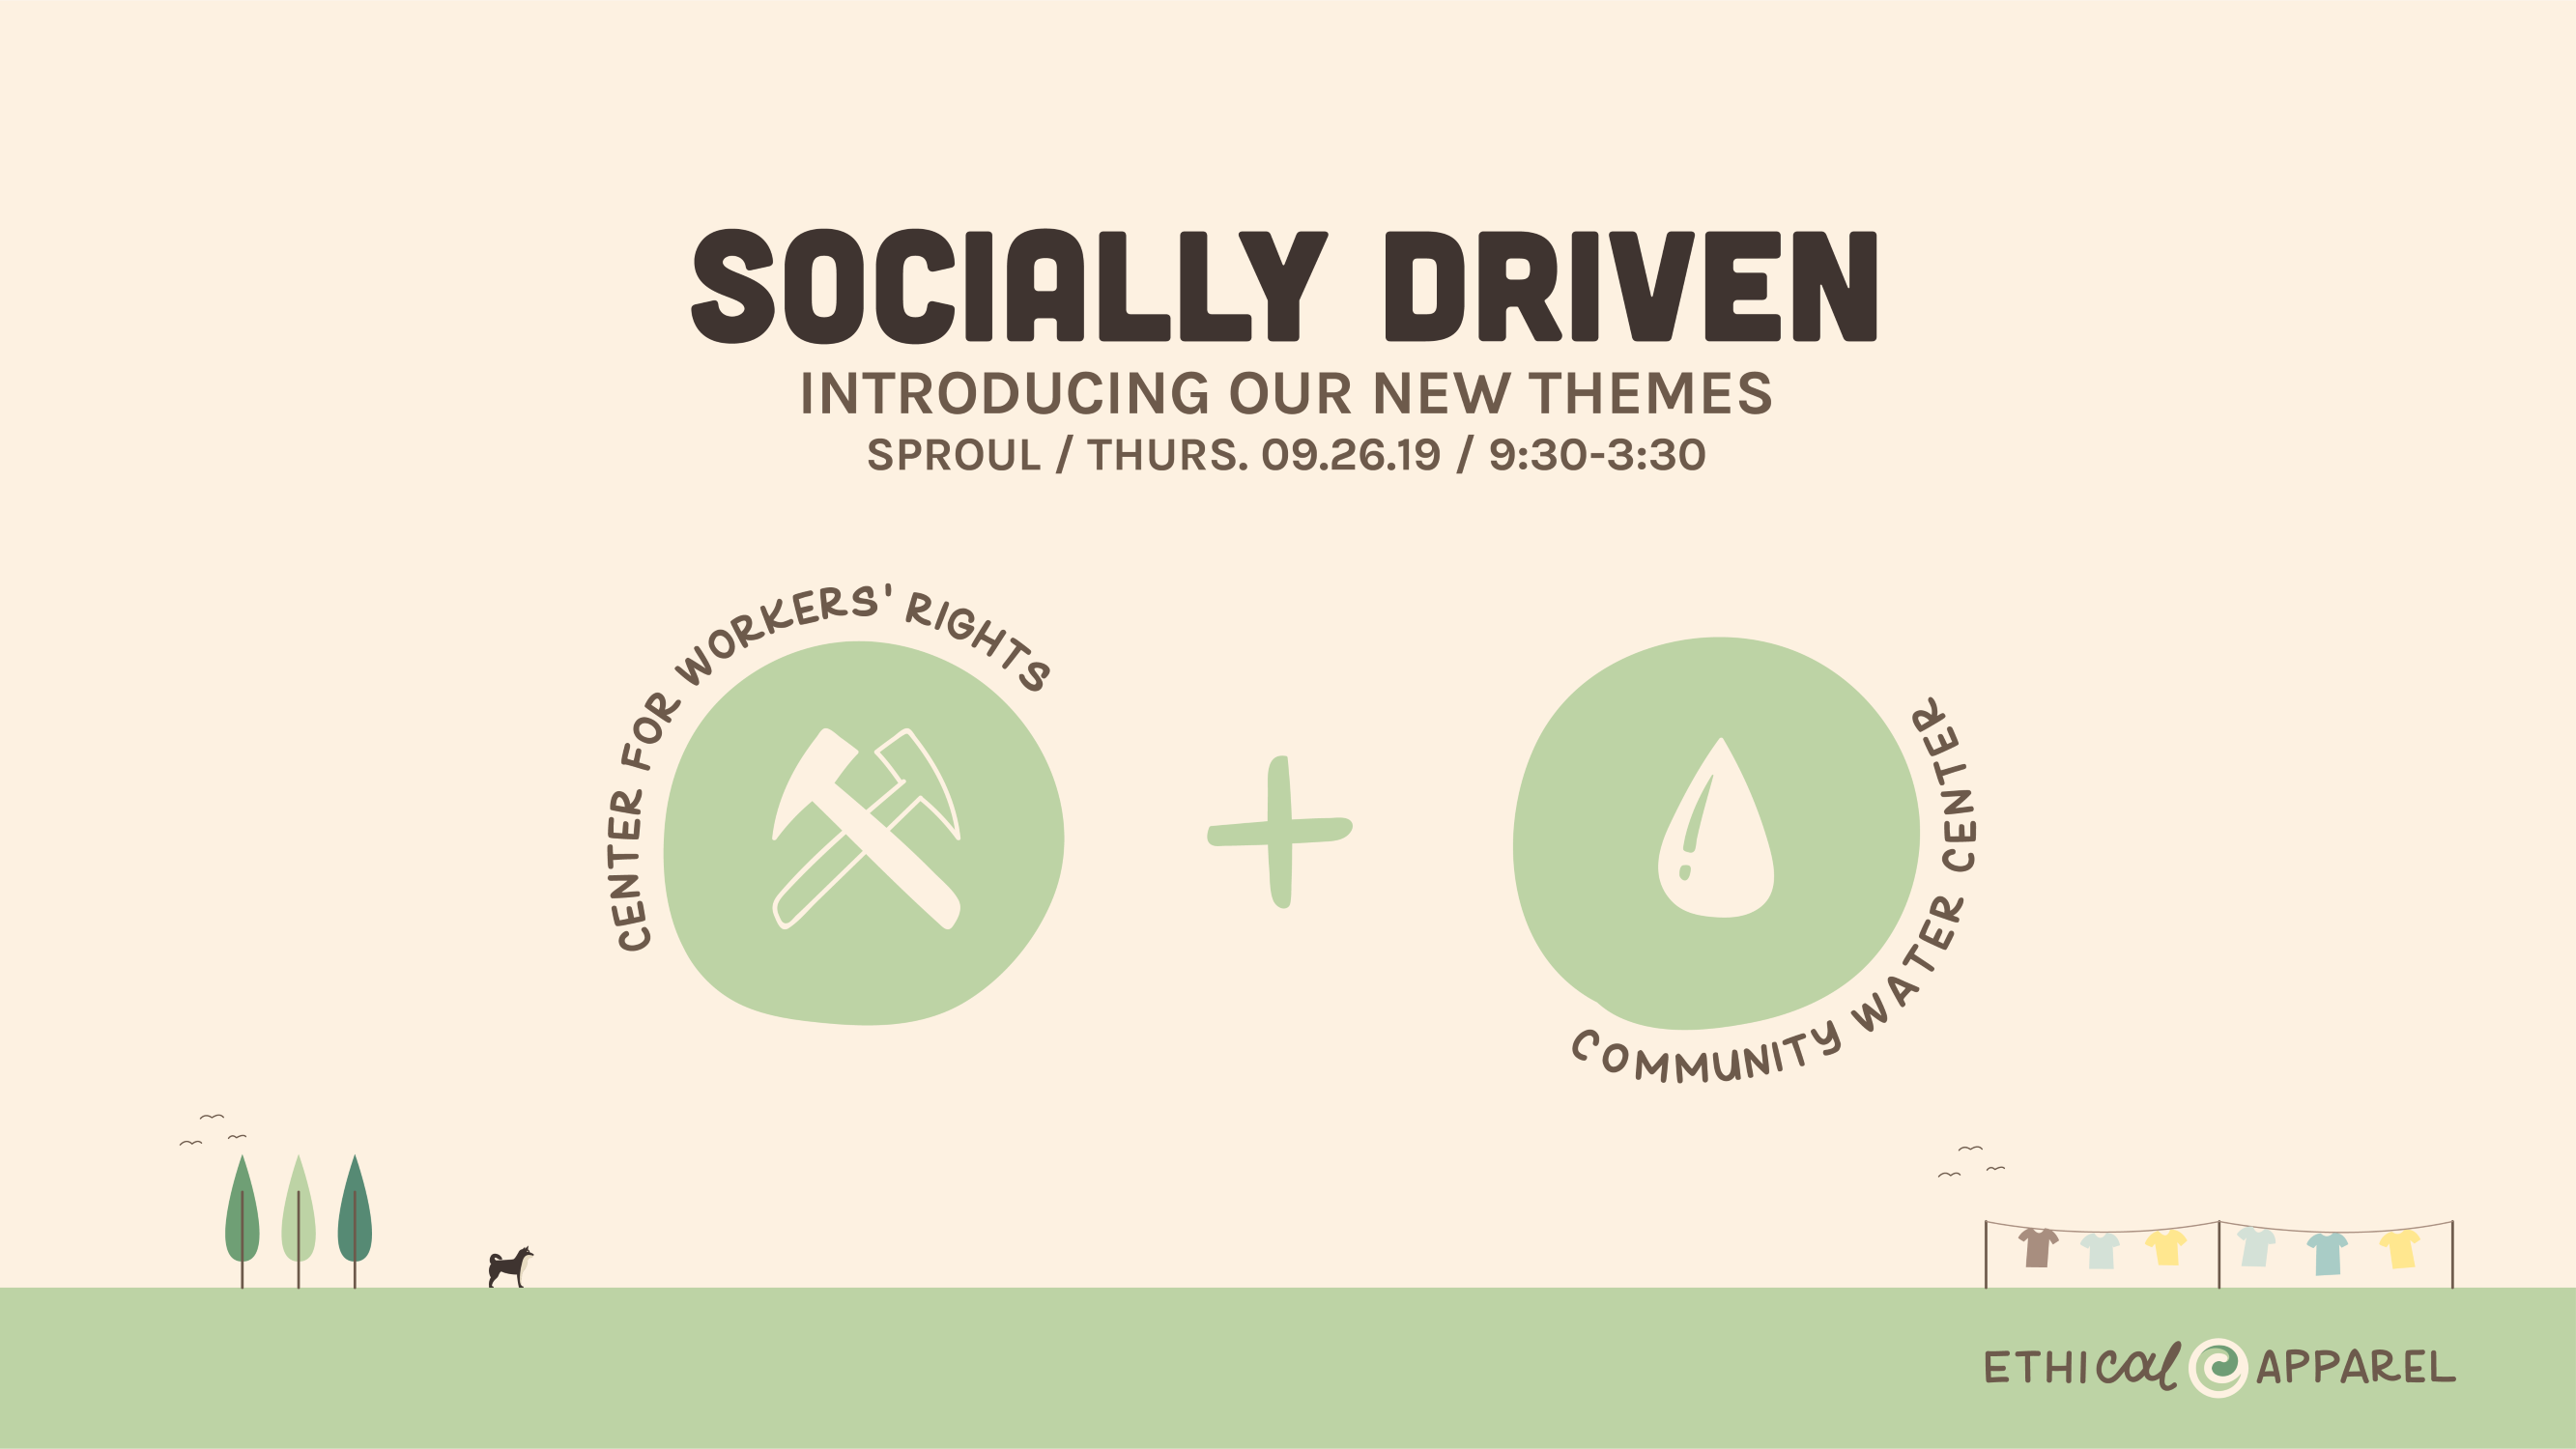 SOCIALLY DRIVEN
INTRODUCING OUR NEW THEMES
SPROUL / THURS. 09.26.19 / 9:30-3:30
CENTER FOR WORKERS' RIGHTS
COMMUNITY WATER CENTER
ETHICAL APPAREL